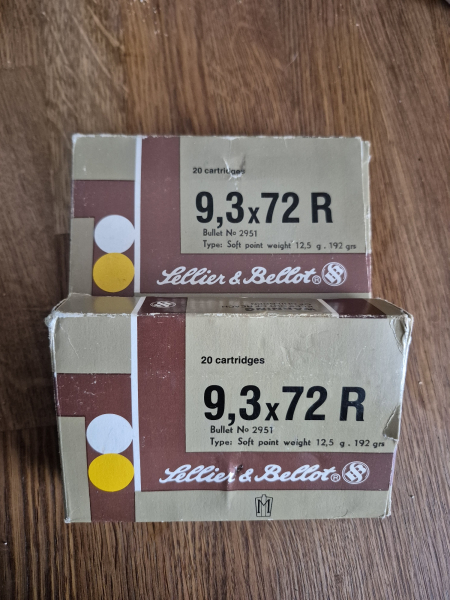 20 cartridges
9,3x72 R
Bullet No 2951
Type: Soft point weight 12,5 g . 192 grs
Sellier & Bellot®
20 cartridges
9,3x72 R
Bullet No 2951
Type: Soft point weight 12,5 g . 192 grs
Sellier & Bellot®
M